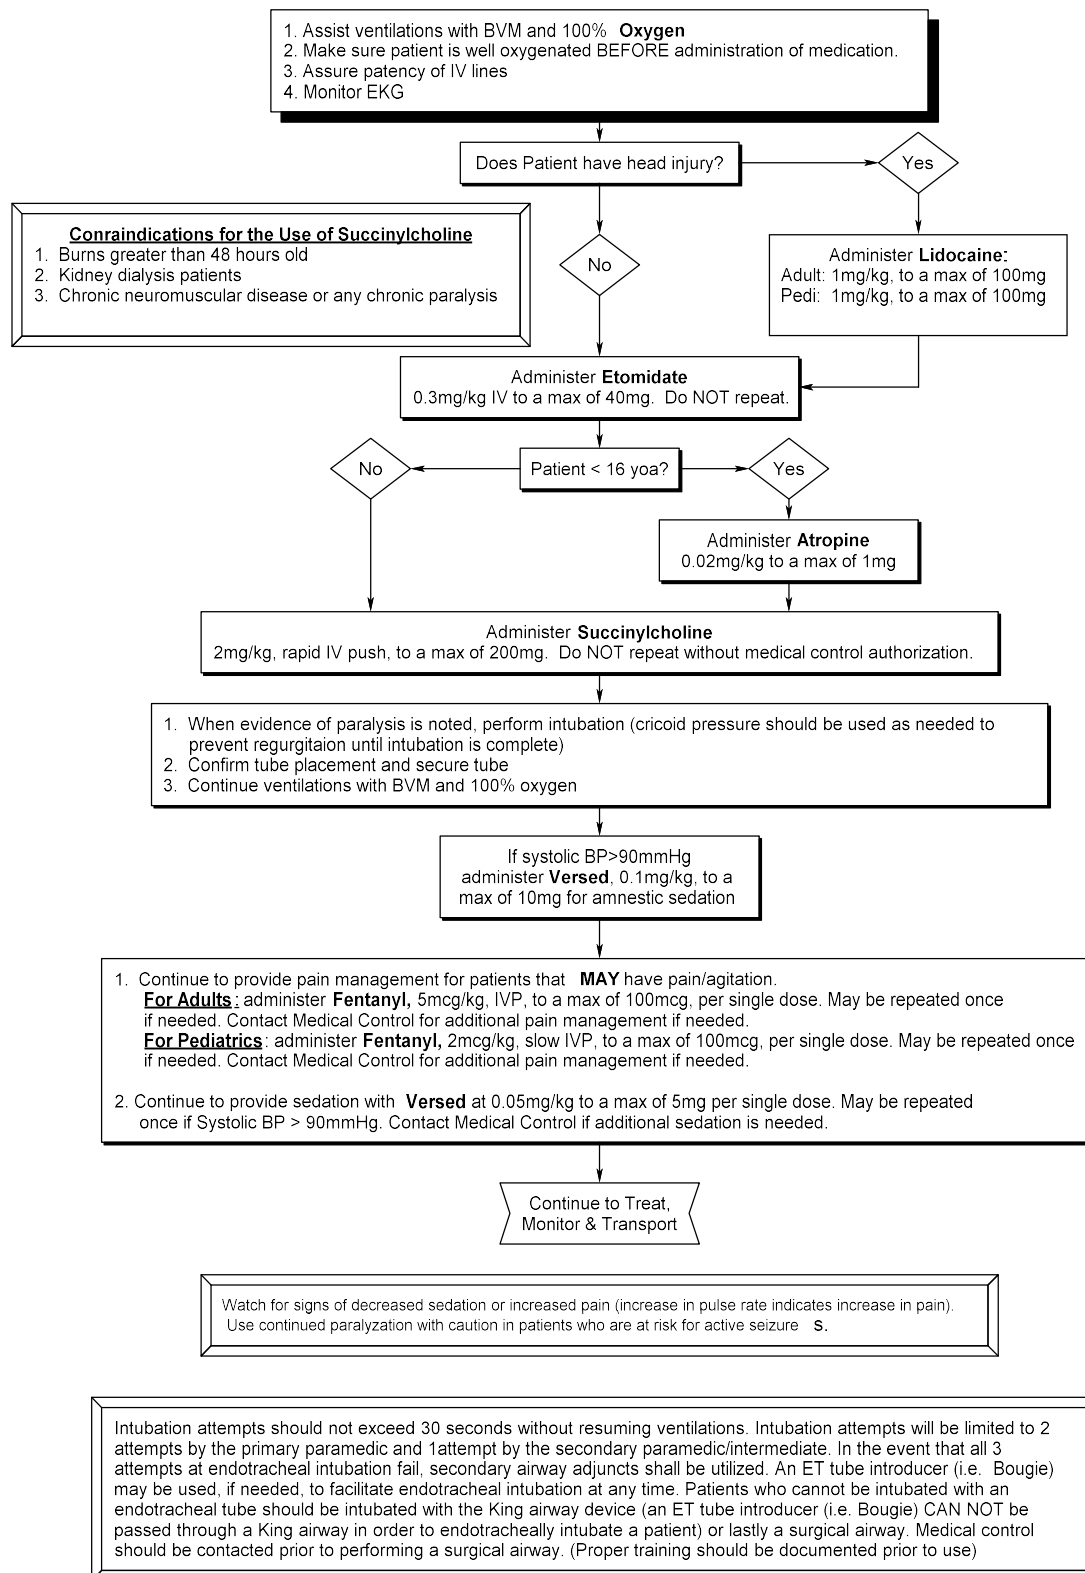 1. Assist ventilations with BVM and 100% Oxygen
2. Make sure patient is well oxygenated BEFORE administration of medication.
3. Assure patency of IV lines
4. Monitor EKG
Does Patient have head injury?
Yes
Conraindications for the Use of Succinylcholine
1. Burns greater than 48 hours old
2. Kidney dialysis patients
3. Chronic neuromuscular disease or any chronic paralysis
No
Administer Lidocaine:
Adult: 1mg/kg, to a max of 100mg
Pedi: 1mg/kg, to a max of 100mg
Administer Etomidate
0.3mg/kg IV to a max of 40mg. Do NOT repeat.
No
Patient < 16 yoa?
Yes
Administer Atropine
0.02mg/kg to a max of 1mg
Administer Succinylcholine
2mg/kg, rapid IV push, to a max of 200mg. Do NOT repeat without medical control authorization.
1. When evidence of paralysis is noted, perform intubation (cricoid pressure should be used as needed to
prevent regurgitaion until intubation is complete)
2. Confirm tube placement and secure tube
3. Continue ventilations with BVM and 100% oxygen
If systolic BP>90mmHg
administer Versed, 0.1mg/kg, to a
max of 10mg for amnestic sedation
1. Continue to provide pain management for patients that MAY have pain/agitation.
For Adults: administer Fentanyl, 5mcg/kg, IVP, to a max of 100mcg, per single dose. May be repeated once
if needed. Contact Medical Control for additional pain management if needed.
For Pediatrics: administer Fentanyl, 2mcg/kg, slow IVP, to a max of 100mcg, per single dose. May be repeated once
if needed. Contact Medical Control for additional pain management if needed.
2. Continue to provide sedation with Versed at 0.05mg/kg to a max of 5mg per single dose. May be repeated
once if Systolic BP > 90mmHg. Contact Medical Control if additional sedation is needed.
Continue to Treat,
Monitor & Transport
Watch for signs of decreased sedation or increased pain (increase in pulse rate indicates increase in pain).
Use continued paralyzation with caution in patients who are at risk for active seizure s.
Intubation attempts should not exceed 30 seconds without resuming ventilations. Intubation attempts will be limited to 2
attempts by the primary paramedic and 1attempt by the secondary paramedic/intermediate. In the event that all 3
attempts at endotracheal intubation fail, secondary airway adjuncts shall be utilized. An ET tube introducer (i.e. Bougie)
may be used, if needed, to facilitate endotracheal intubation at any time. Patients who cannot be intubated with an
endotracheal tube should be intubated with the King airway device (an ET tube introducer (i.e. Bougie) CAN NOT be
passed through a King airway in order to endotracheally intubate a patient) or lastly a surgical airway. Medical control
should be contacted prior to performing a surgical airway. (Proper training should be documented prior to use)